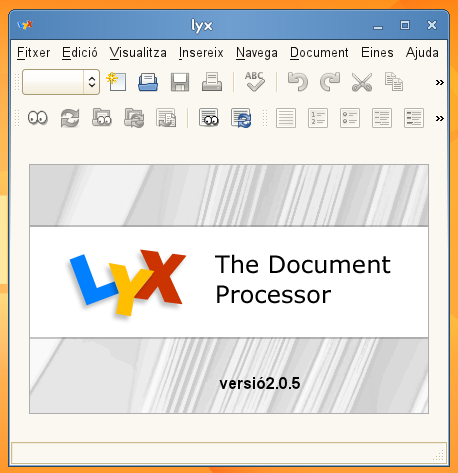 lyx
Fitxer Edició Visualitza Insereix Navega Document Eines Ajuda
ABC
LYX The Document
Processor
versió2.0.5